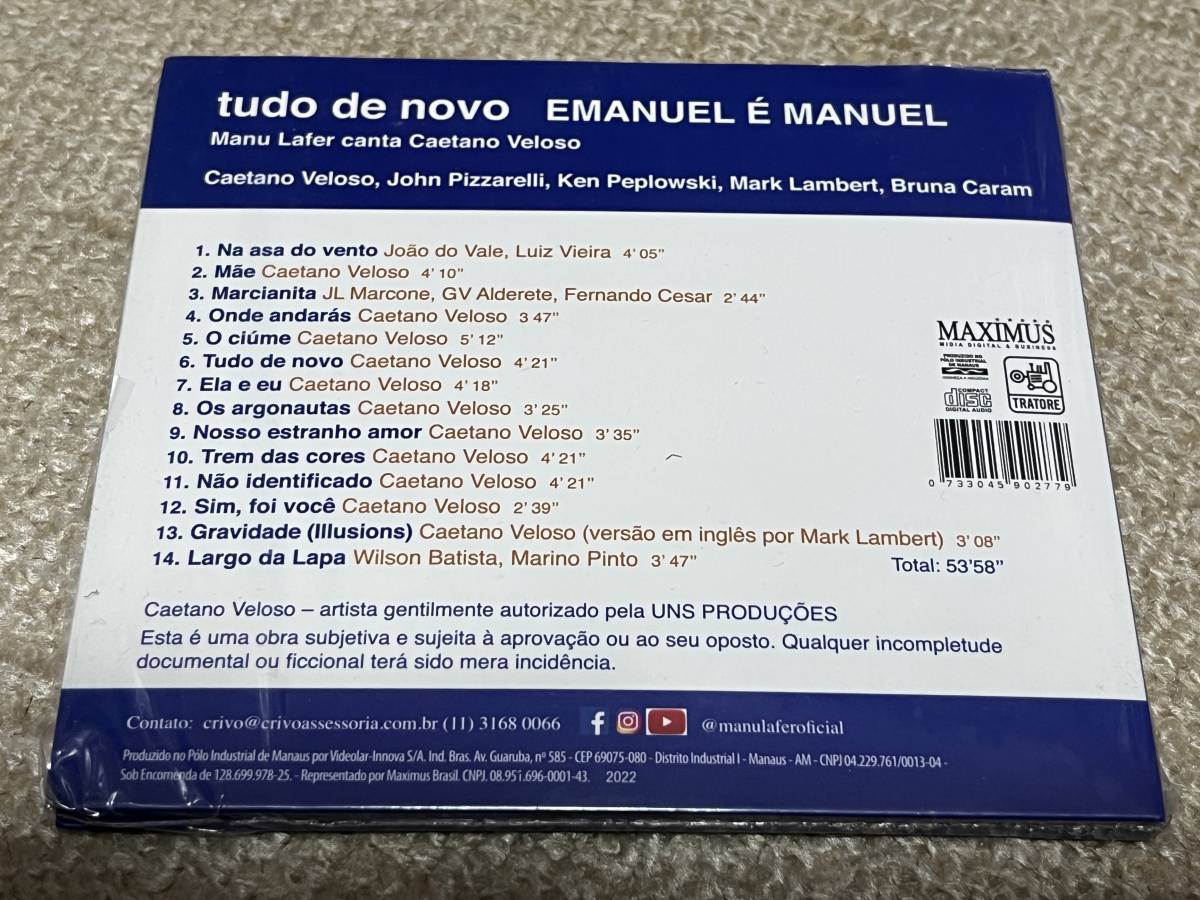 tudo de novo EMANUEL É MANUEL
Manu Lafer canta Caetano Veloso
Caetano Veloso, John Pizzarelli, Ken Peplowski, Mark Lambert, Bruna Caram
1. Na asa do vento João do Vale, Luiz Vieira 4'05"
2. Mãe Caetano Veloso 4'10"
3. Marcianita JL Marcone, GV Alderete, Fernando Cesar 2'44"
4. Onde andarás Caetano Veloso 3 47"
5. O ciúme Caetano Veloso 5'12"
6. Tudo de novo Caetano Veloso 4'21"
7. Ela e eu Caetano Veloso 4'18"
8. Os argonautas Caetano Veloso 3'25"
9. Nosso estranho amor Caetano Veloso 3'35"
10. Trem das cores Caetano Veloso 4'21"
11. Não identificado Caetano Veloso 4'21"
12. Sim, foi você Caetano Veloso 2'39"
13. Gravidade (Illusions) Caetano Veloso (versão em inglês por Mark Lambert) 3'08"
14. Largo da Lapa Wilson Batista, Marino Pinto 3'47"
Total: 53'58"
MAXIMUS
MIDIA DIGITAL & BUSINESS
PRODUZIDO NO
PÓLO INDUSTRIAL
DE MANAUS
CONHEÇA A AMAZÔNIA
COMPACT
disc
DIGITAL AUDIO
TRATORE
0 733045 902779
Caetano Veloso – artista gentilmente autorizado pela UNS PRODUÇÕES
Esta é uma obra subjetiva e sujeita à aprovação ou ao seu oposto. Qualquer incompletude
documental ou ficcional terá sido mera incidência.
Contato: crivo@crivoassessoria.com.br (11) 3168 0066 @manulaferoficial
Produzido no Pólo Industrial de Manaus por Videolar-Innova S/A. Ind. Bras. Av. Guaruba, nº 585 - CEP 69075-080 - Distrito Industrial I - Manaus - AM - CNPJ 04.229.761/0013-04 -
Sob Encomenda de 128.699.978-25. - Representado por Maximus Brasil. CNPJ. 08.951.696-0001-43. 2022